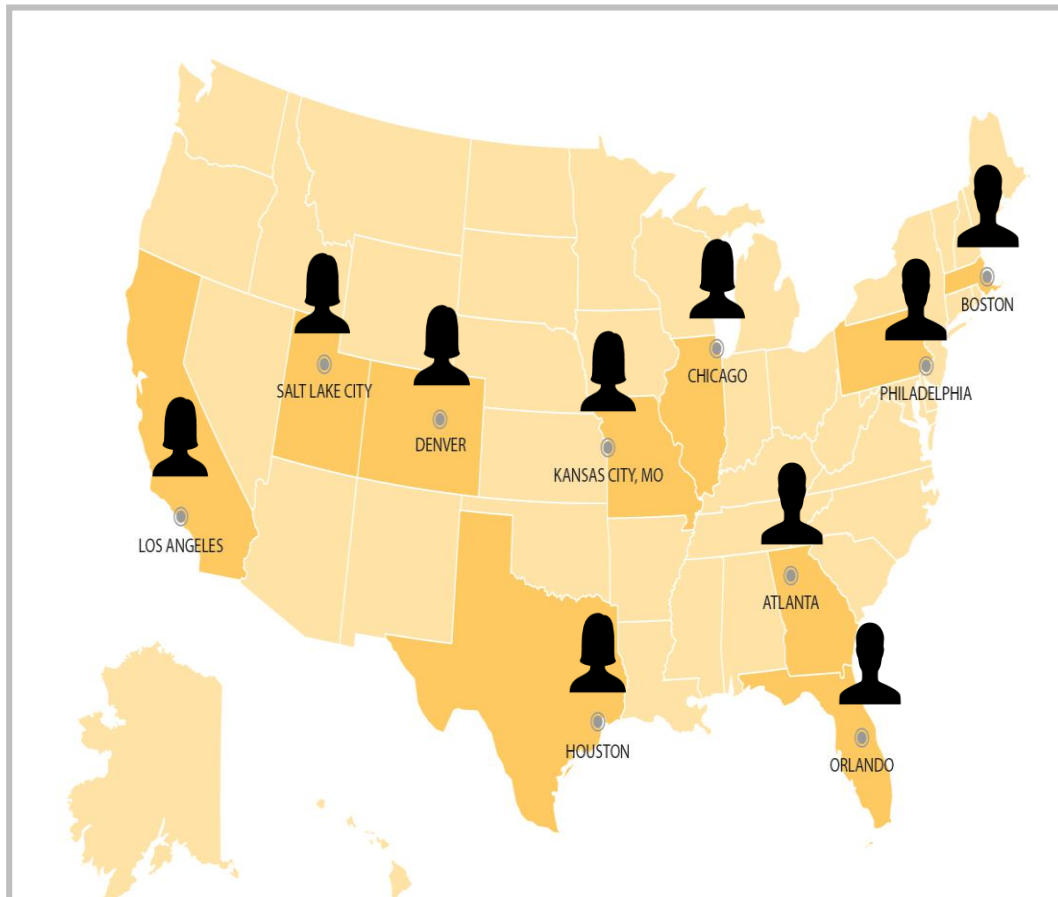 BOSTON
SALT LAKE CITY
CHICAGO
PHILADELPHIA
DENVER
KANSAS CITY, MO
LOS ANGELES
ATLANTA
HOUSTON
ORLANDO